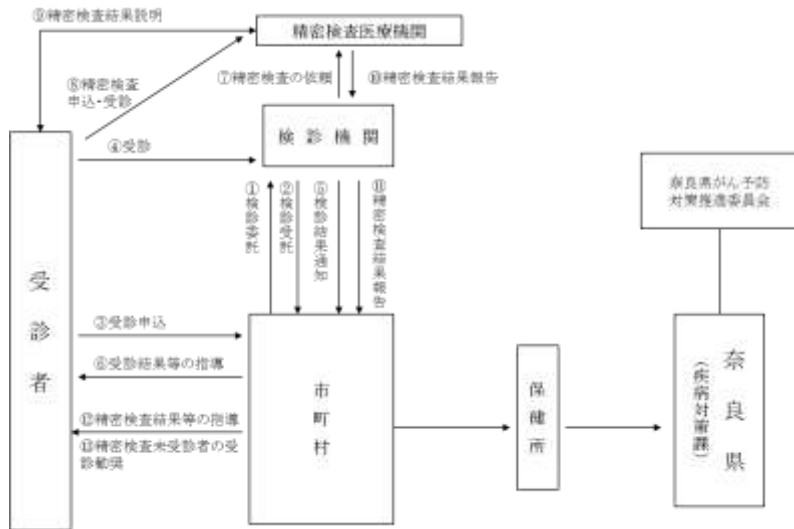 ⑨精密検査結果説明
精密検査医療機関
⑦精密検査の依頼
⑩精密検査結果報告
⑧精密検査
申込・受診
検診機関
④受診
奈良県がん予防
対策推進委員会
①検診委託
②検診受託
⑤検診結果通知
⑪精密検査結果報告
受診者
③受診申込
⑥受診結果等の指導
⑫精密検査結果等の指導
⑬精密検査未受診者の受
診勧奨
市町村
保健所
奈良県
(疾病対策課)